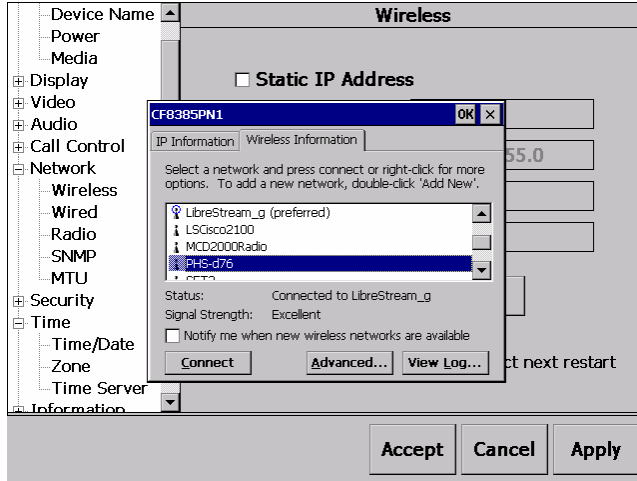 Device Name
Power
Media
Display
Video
Audio
Call Control
Network
Wireless
Wired
Radio
SNMP
MTU
Security
Time
Time/Date
Zone
Time Server
Information
Wireless
Static IP Address
55.0
ct next restart
CF8385PN1
OK
IP Information
Wireless Information
Select a network and press connect or right-click for more
options. To add a new network, double-click 'Add New'.
LibreStream_g (preferred)
LSCisco2100
MCD2000Radio
PHS-d76
Status: Connected to LibreStream_g
Signal Strength: Excellent
Notify me when new wireless networks are available
Connect Advanced... View Log...
Accept Cancel Apply